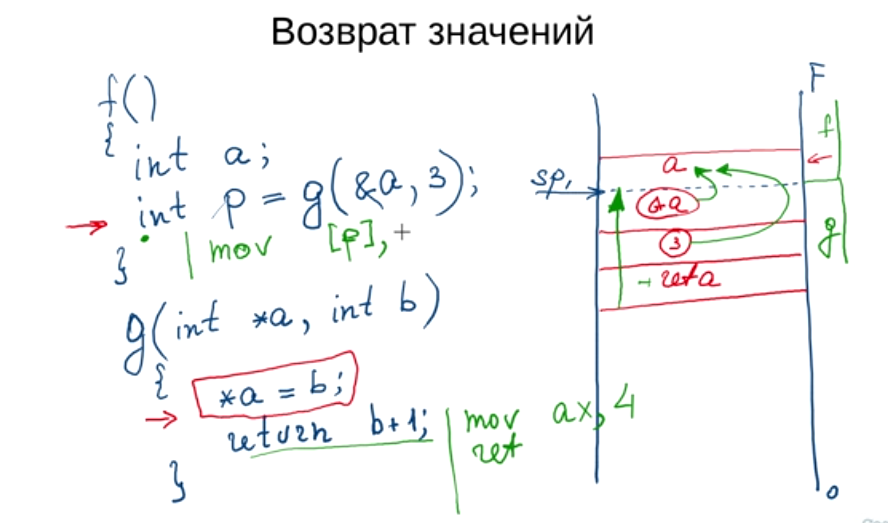 Возврат значений
f()
{ int a;
int p = g(&a, 3);
| mov [p],
}
g(int *a, int b)
{
*a = b;
return b+1;
}
mov ax, 4
ret
F
f
a
sp,
&a
3
g
ret a
0